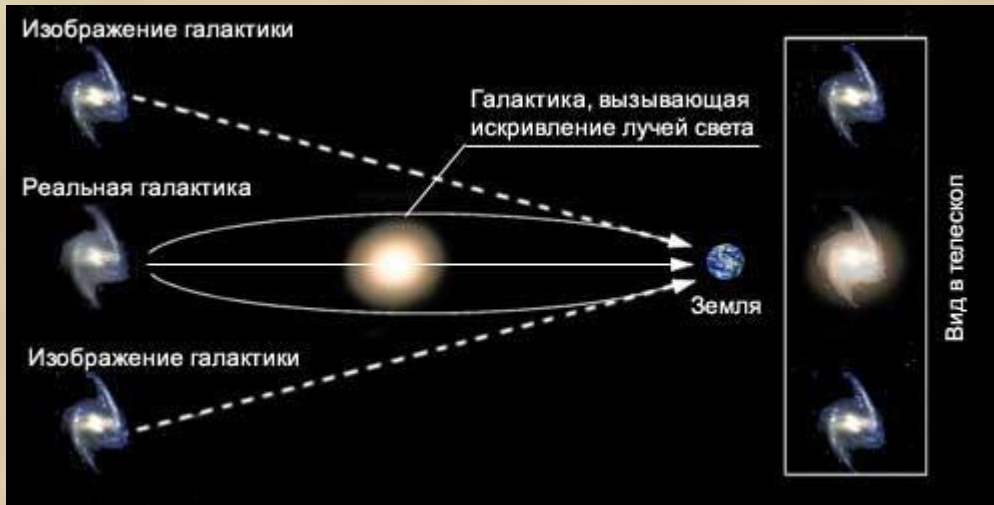 Изображение галактики
Галактика, вызывающая
искривление лучей света
Реальная галактика
Земля
Изображение галактики
Вид в телескоп